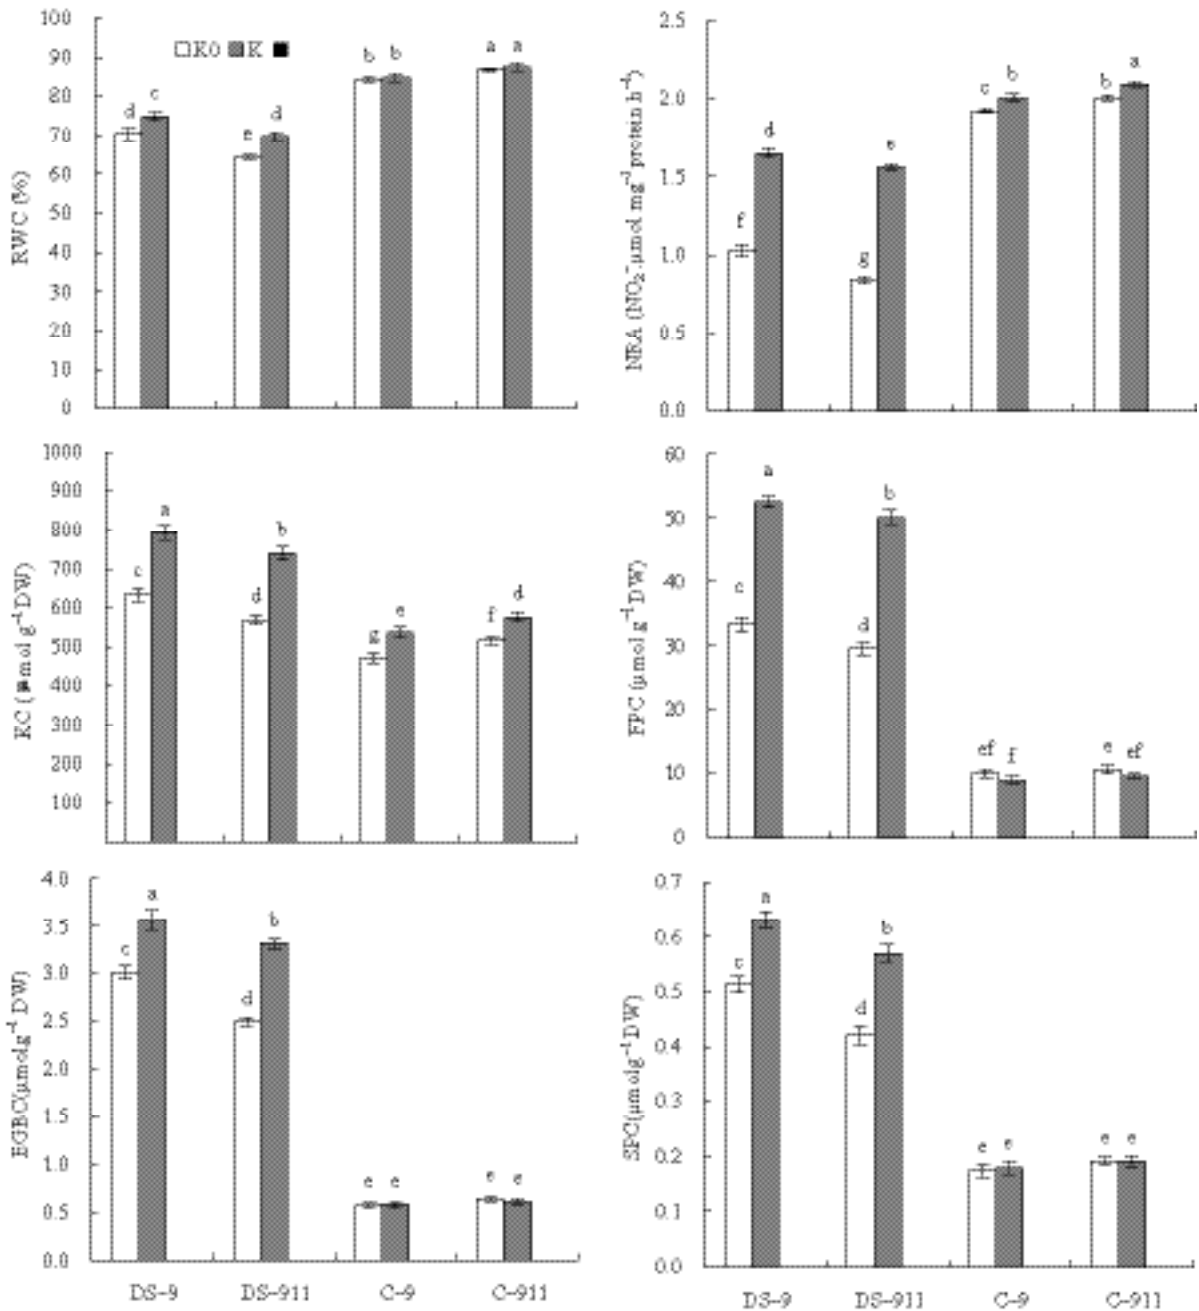 RWC (%)
100
90
80
70
60
50
40
30
20
10
0
K0 K
d c
e d
b b
a a
NRA (NO₂⁻ μmol mg⁻¹ protein h⁻¹)
2.5
2.0
1.5
1.0
0.5
0.0
f d
g e
c b
b a
KC ( mol g⁻¹ DW)
1000
900
800
700
600
500
400
300
200
100
c a
d b
g e
f d
FPC (μmol g⁻¹ DW)
60
50
40
30
20
10
0
c a
d b
ef f
e ef
EGBC(μmolg⁻¹ DW)
4.0
3.5
3.0
2.5
2.0
1.5
1.0
0.5
0.0
c a
d b
e e
e e
DS-9 DS-911 C-9 C-911
SPC(μmolg⁻¹ DW)
0.7
0.6
0.5
0.4
0.3
0.2
0.1
0.0
c a
d b
e e
e e
DS-9 DS-911 C-9 C-911